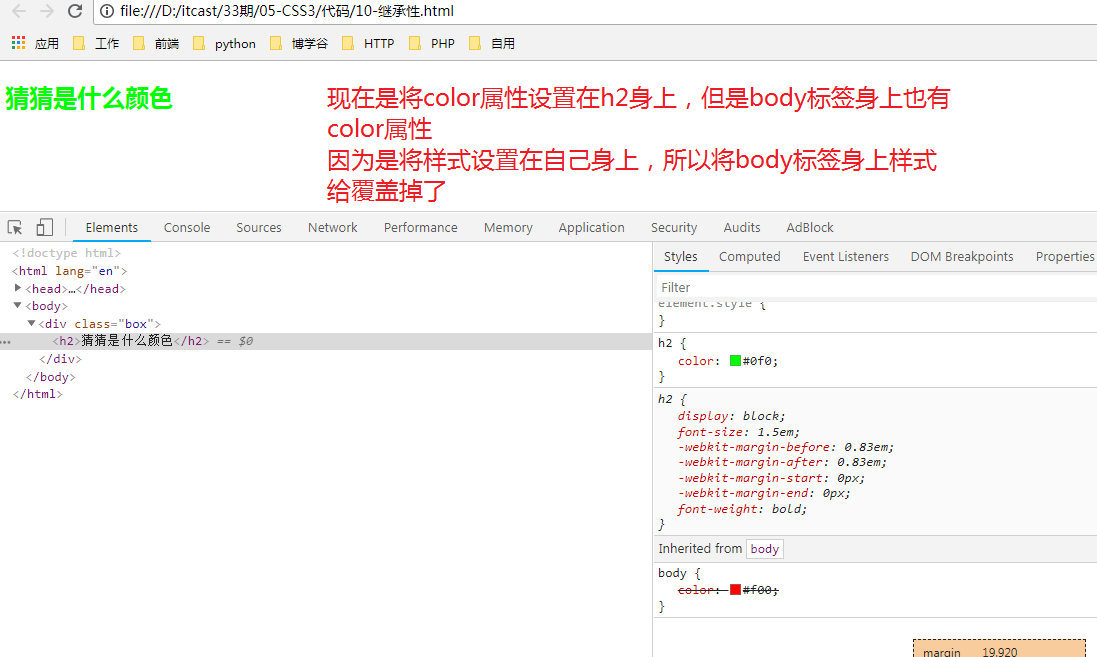 file:///D:/itcast/33期/05-CSS3/代码/10-继承性.html
应用 工作 前端 python 博学谷 HTTP PHP 自用
猜猜是什么颜色
现在是将color属性设置在h2身上，但是body标签身上也有
color属性
因为是将样式设置在自己身上，所以将body标签身上样式
给覆盖掉了
Elements Console Sources Network Performance Memory Application Security Audits AdBlock
<!doctype html>
<html lang="en">
<head>…</head>
<body>
<div class="box">
... <h2>猜猜是什么颜色</h2> == $0
</div>
</body>
</html>
Styles Computed Event Listeners DOM Breakpoints Properties
Filter
element.style {
}
h2 {
color: #0f0;
}
h2 {
display: block;
font-size: 1.5em;
-webkit-margin-before: 0.83em;
-webkit-margin-after: 0.83em;
-webkit-margin-start: 0px;
-webkit-margin-end: 0px;
font-weight: bold;
}
Inherited from body
body {
color: #f00;
}
margin 19.920